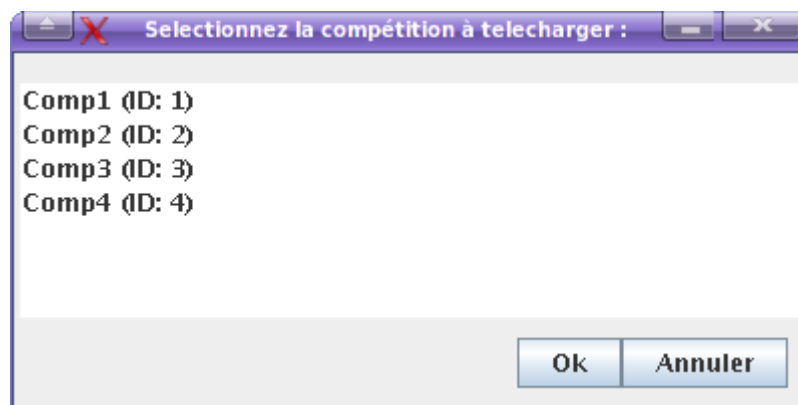 Selectionnez la compétition à telecharger :
Comp1 (ID: 1)
Comp2 (ID: 2)
Comp3 (ID: 3)
Comp4 (ID: 4)
Ok Annuler